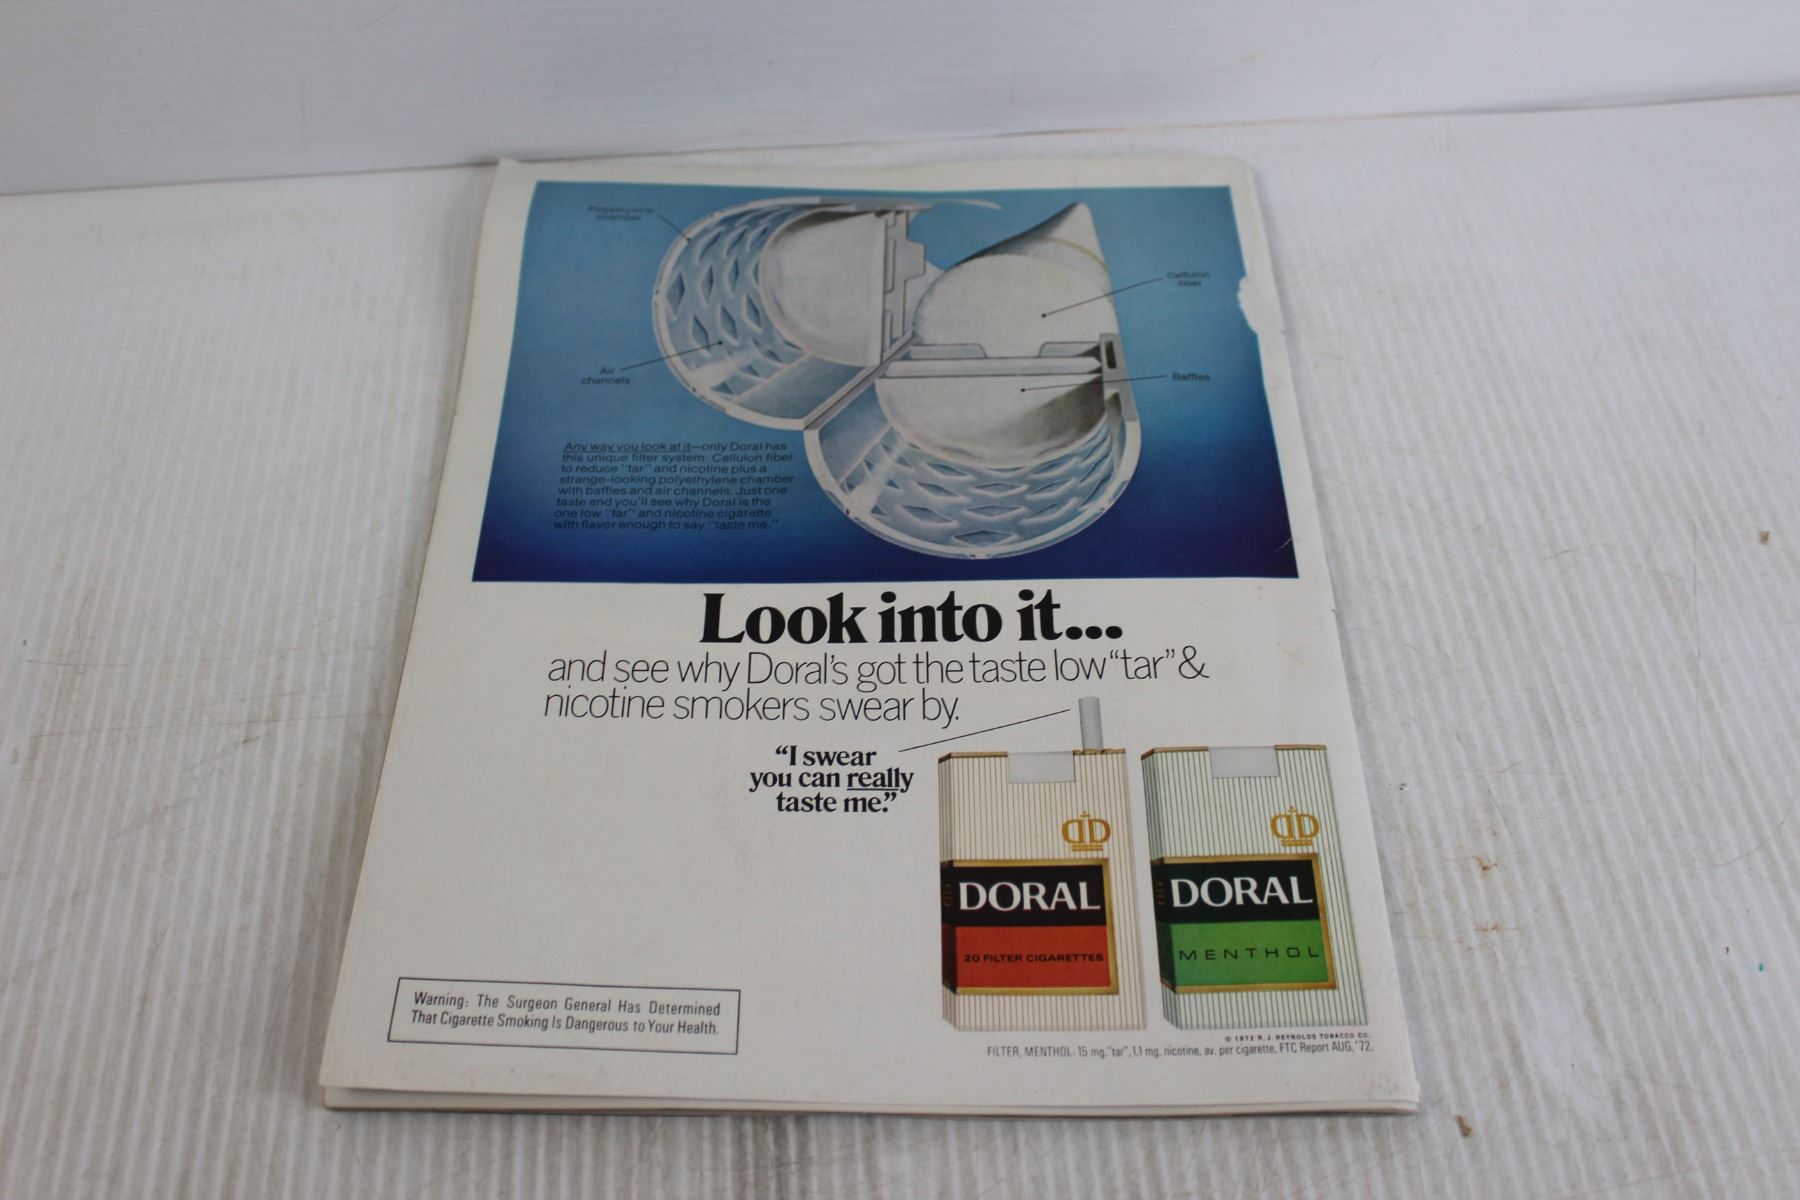 Polyethylene
chamber
Cellulon
fiber
Air
channels
Baffles
Any way you look at it—only Doral has
this unique filter system: Cellulon fiber
to reduce "tar" and nicotine plus a
strange-looking polyethylene chamber
with baffles and air channels. Just one
taste and you'll see why Doral is the
one low "tar" and nicotine cigarette
with flavor enough to say "taste me."
Look into it...
and see why Doral's got the taste low "tar" &
nicotine smokers swear by.
"I swear
you can really
taste me."
DORAL
20 FILTER CIGARETTES
DORAL
MENTHOL
Warning: The Surgeon General Has Determined
That Cigarette Smoking Is Dangerous to Your Health.
R. J. REYNOLDS TOBACCO CO.
FILTER, MENTHOL: 15 mg. "tar", 1.1 mg. nicotine, av. per cigarette, FTC Report AUG. '72.